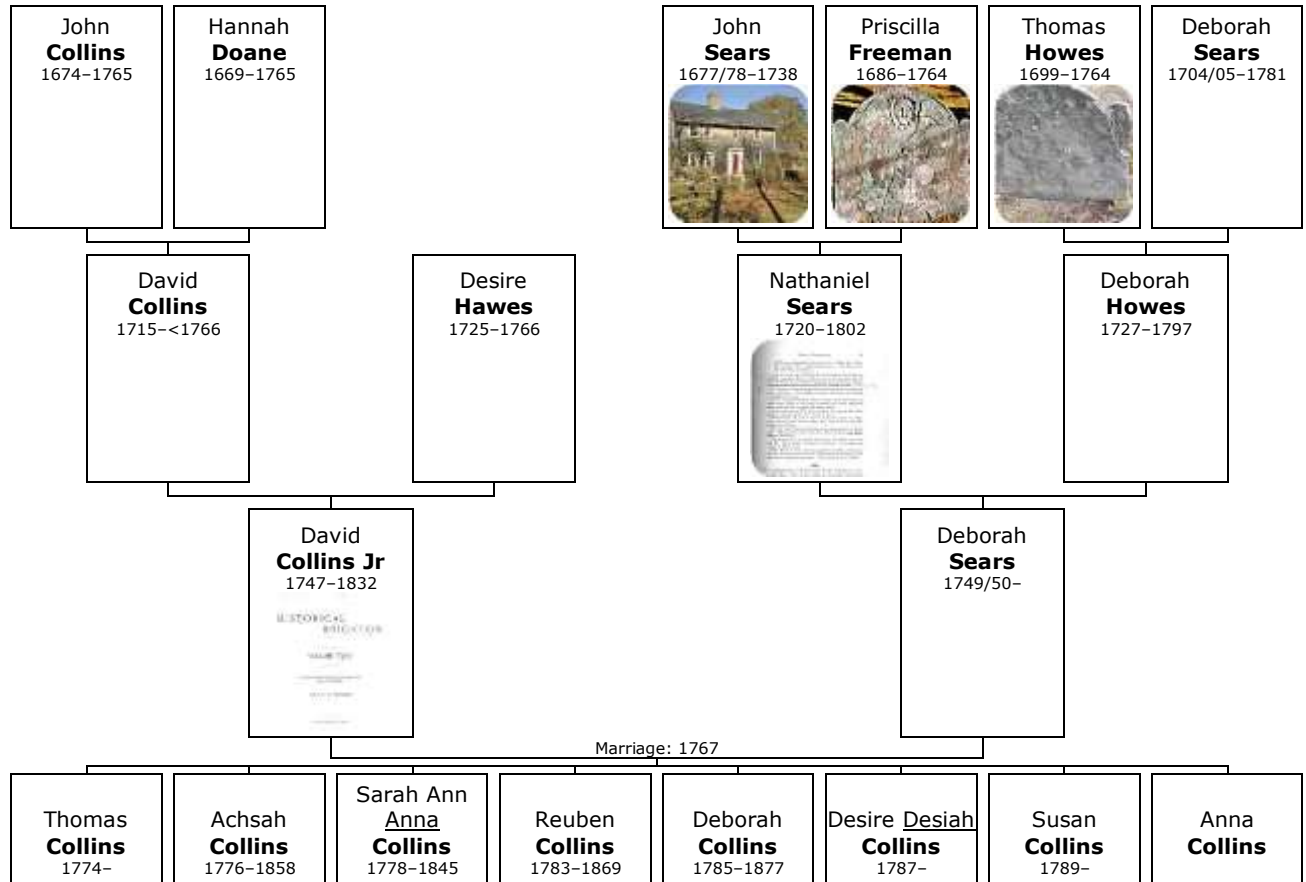 John
Collins
1674–1765
Hannah
Doane
1669–1765
John
Sears
1677/78–1738
Priscilla
Freeman
1686–1764
Thomas
Howes
1699–1764
Deborah
Sears
1704/05–1781
David
Collins
1715–<1766
Desire
Hawes
1725–1766
Nathaniel
Sears
1720–1802
Deborah
Howes
1727–1797
David
Collins Jr
1747–1832
HISTORICAL
BRIGHTON
Deborah
Sears
1749/50–
Marriage: 1767
Thomas
Collins
1774–
Achsah
Collins
1776–1858
Sarah Ann
Anna
Collins
1778–1845
Reuben
Collins
1783–1869
Deborah
Collins
1785–1877
Desire Desiah
Collins
1787–
Susan
Collins
1789–
Anna
Collins